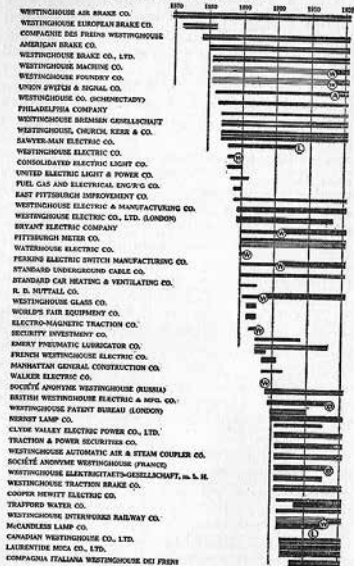 1870 1880 1890 1900 1910 1920
WESTINGHOUSE AIR BRAKE CO.
WESTINGHOUSE EUROPEAN BRAKE CO.
COMPAGNIE DES FREINS WESTINGHOUSE
AMERICAN BRAKE CO.
WESTINGHOUSE BRAKE CO., LTD.
WESTINGHOUSE MACHINE CO.
WESTINGHOUSE FOUNDRY CO.
UNION SWITCH & SIGNAL CO.
WESTINGHOUSE CO. (SCHENECTADY)
PHILADELPHIA COMPANY
WESTINGHOUSE BREMSEN GESELLSCHAFT
WESTINGHOUSE, CHURCH, KERR & CO.
SAWYER-MAN ELECTRIC CO.
WESTINGHOUSE ELECTRIC CO.
CONSOLIDATED ELECTRIC LIGHT CO.
UNITED ELECTRIC LIGHT & POWER CO.
FUEL GAS AND ELECTRICAL ENG'R'G CO.
EAST PITTSBURGH IMPROVEMENT CO.
WESTINGHOUSE ELECTRIC & MANUFACTURING CO.
WESTINGHOUSE ELECTRIC CO., LTD. (LONDON)
BRYANT ELECTRIC COMPANY
PITTSBURGH METER CO.
WATERHOUSE ELECTRIC CO.
PERKINS ELECTRIC SWITCH MANUFACTURING CO.
STANDARD UNDERGROUND CABLE CO.
STANDARD CAR HEATING & VENTILATING CO.
R. D. NUTTALL CO.
WESTINGHOUSE GLASS CO.
WORLD'S FAIR EQUIPMENT CO.
ELECTRO-MAGNETIC TRACTION CO.
SECURITY INVESTMENT CO.
EMERY PNEUMATIC LUBRICATOR CO.
FRENCH WESTINGHOUSE ELECTRIC CO.
MANHATTAN GENERAL CONSTRUCTION CO.
WALKER ELECTRIC CO.
SOCIÉTÉ ANONYME WESTINGHOUSE (RUSSIA)
BRITISH WESTINGHOUSE ELECTRIC & MFG. CO.
WESTINGHOUSE PATENT BUREAU (LONDON)
NERNST LAMP CO.
CLYDE VALLEY ELECTRIC POWER CO., LTD.
TRACTION & POWER SECURITIES CO.
WESTINGHOUSE AUTOMATIC AIR & STEAM COUPLER CO.
SOCIÉTÉ ANONYME WESTINGHOUSE (FRANCE)
WESTINGHOUSE ELEKTRICITAETS-GESELLSCHAFT, m. b. H.
WESTINGHOUSE TRACTION BRAKE CO.
COOPER HEWITT ELECTRIC CO.
TRAFFORD WATER CO.
WESTINGHOUSE INTERWORKS RAILWAY CO.
McCANDLESS LAMP CO.
CANADIAN WESTINGHOUSE CO., LTD.
LAURENTIDE MICA CO., LTD.
COMPAGNIA ITALIANA WESTINGHOUSE DEI FRENI